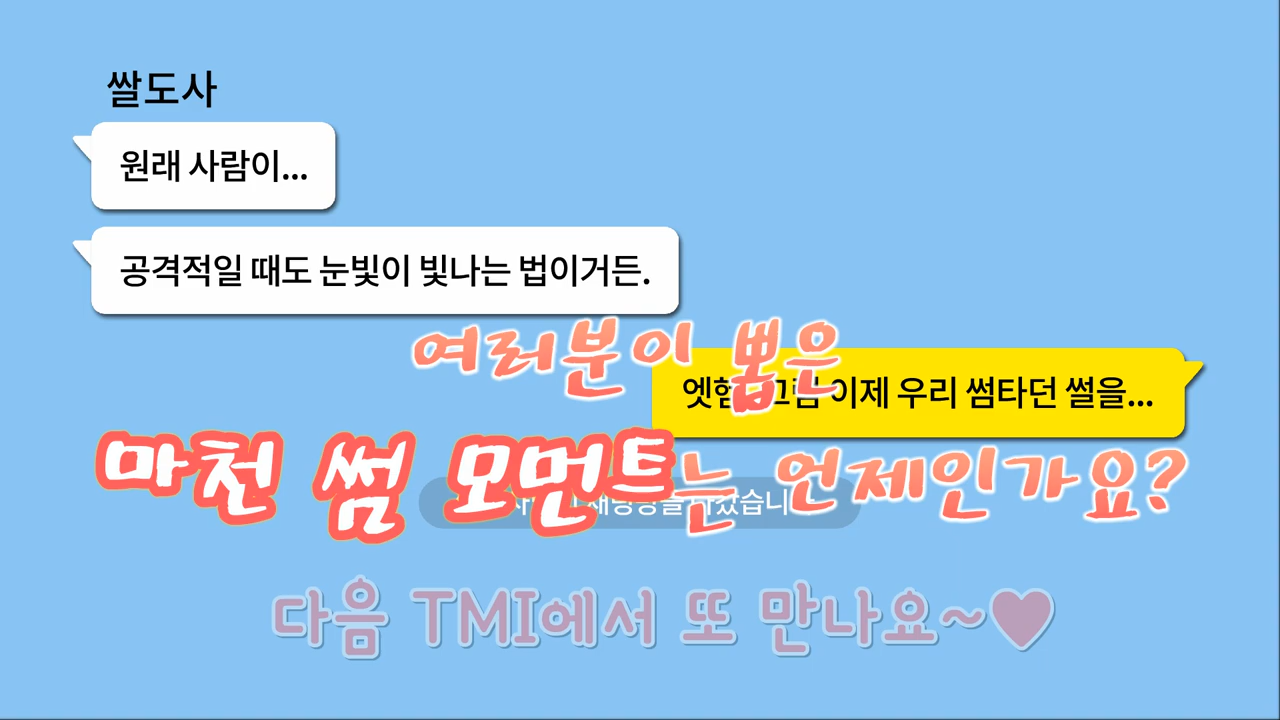 쌀도사
원래 사람이...
공격적일 때도 눈빛이 빛나는 법이거든.
여러분이 뽑은
이제 우리 썸타던 썰을...
마천 썸 모먼트는 언제인가요?
다음 TMI에서 또 만나요~♥